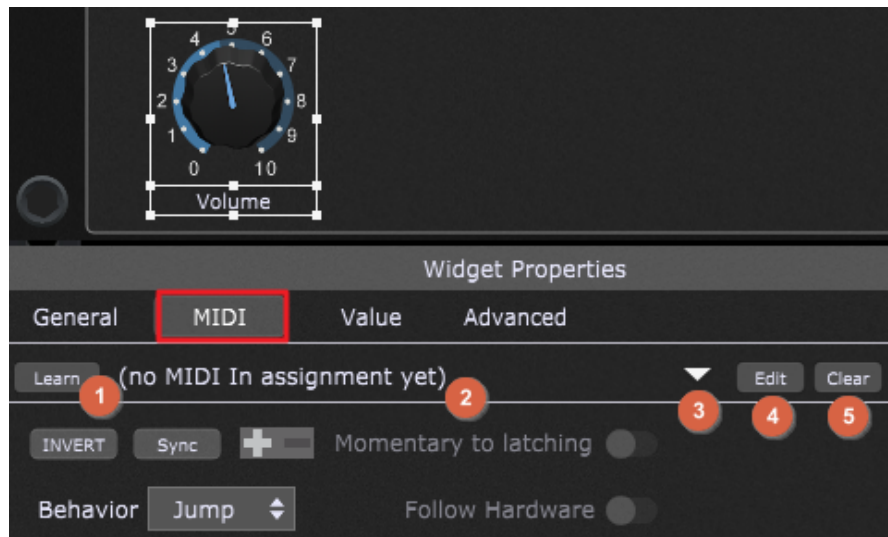 4 5 6
3 7
2 8
1 9
0 10
Volume
Widget Properties
General MIDI Value Advanced
Learn (no MIDI In assignment yet) Edit Clear
1 2 3 4 5
INVERT Sync Momentary to latching
Behavior Jump Follow Hardware